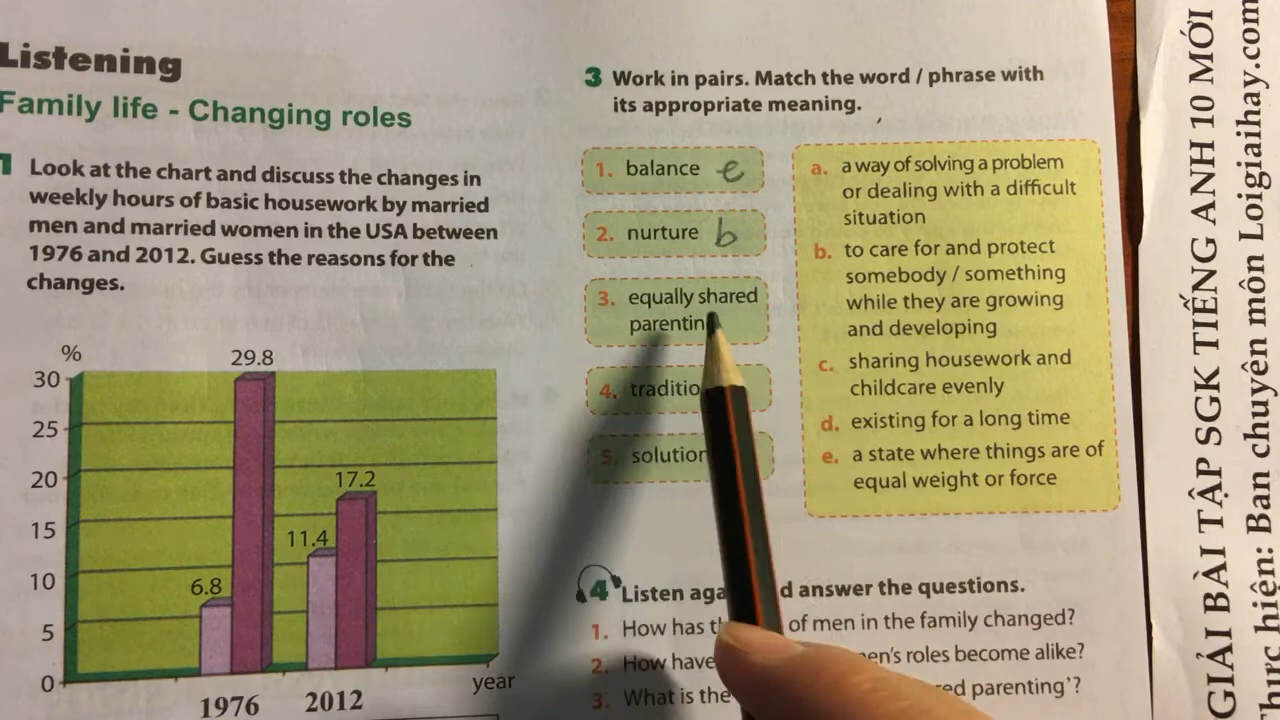 Listening
Family life - Changing roles
1 Look at the chart and discuss the changes in
weekly hours of basic housework by married
men and married women in the USA between
1976 and 2012. Guess the reasons for the
changes.
%
30
25
20
15
10
5
0
29.8
17.2
11.4
6.8
1976
2012
year
3 Work in pairs. Match the word / phrase with
its appropriate meaning.
1. balance e
2. nurture b
3. equally shared
4.
5. solution
a. a way of solving a problem
or dealing with a difficult
situation
b. to care for and protect
somebody / something
while they are growing
and developing
c. sharing housework and
childcare evenly
d. existing for a long time
e. a state where things are of
equal weight or force
4 Listen and answer the questions.
1. How has of men in the family changed?
2. How have roles become alike?
3. What is the parenting'?
GIẢI BÀI TẬP SGK TIẾNG ANH 10 MỚI
Thực hiện: Ban chuyên môn Loigiaihay.com